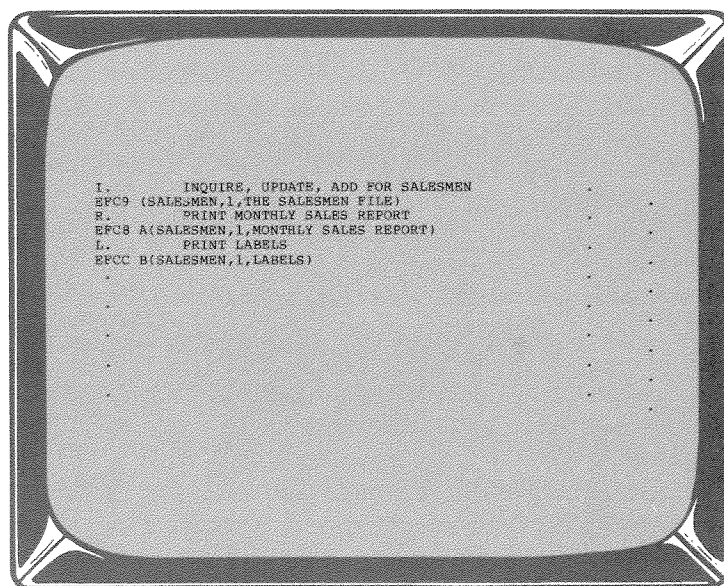 I. INQUIRE, UPDATE, ADD FOR SALESMEN .
EFC9 (SALESMEN,1,THE SALESMEN FILE) .
R. PRINT MONTHLY SALES REPORT .
EFC8 A(SALESMEN,1,MONTHLY SALES REPORT) .
L. PRINT LABELS .
EFCC B(SALESMEN,1,LABELS) .
. .
.
. .
.
. .
.
. .
.
. .
.